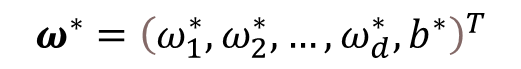 𝝎* = (ω₁*, ω₂*, …, ω_d*, b*)ᵀ